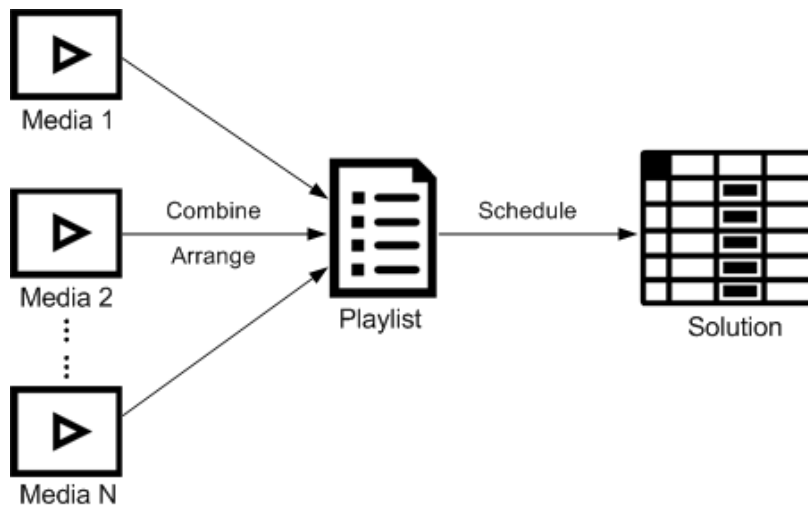 Media 1
Combine
Arrange
Media 2
Media N
Playlist
Schedule
Solution